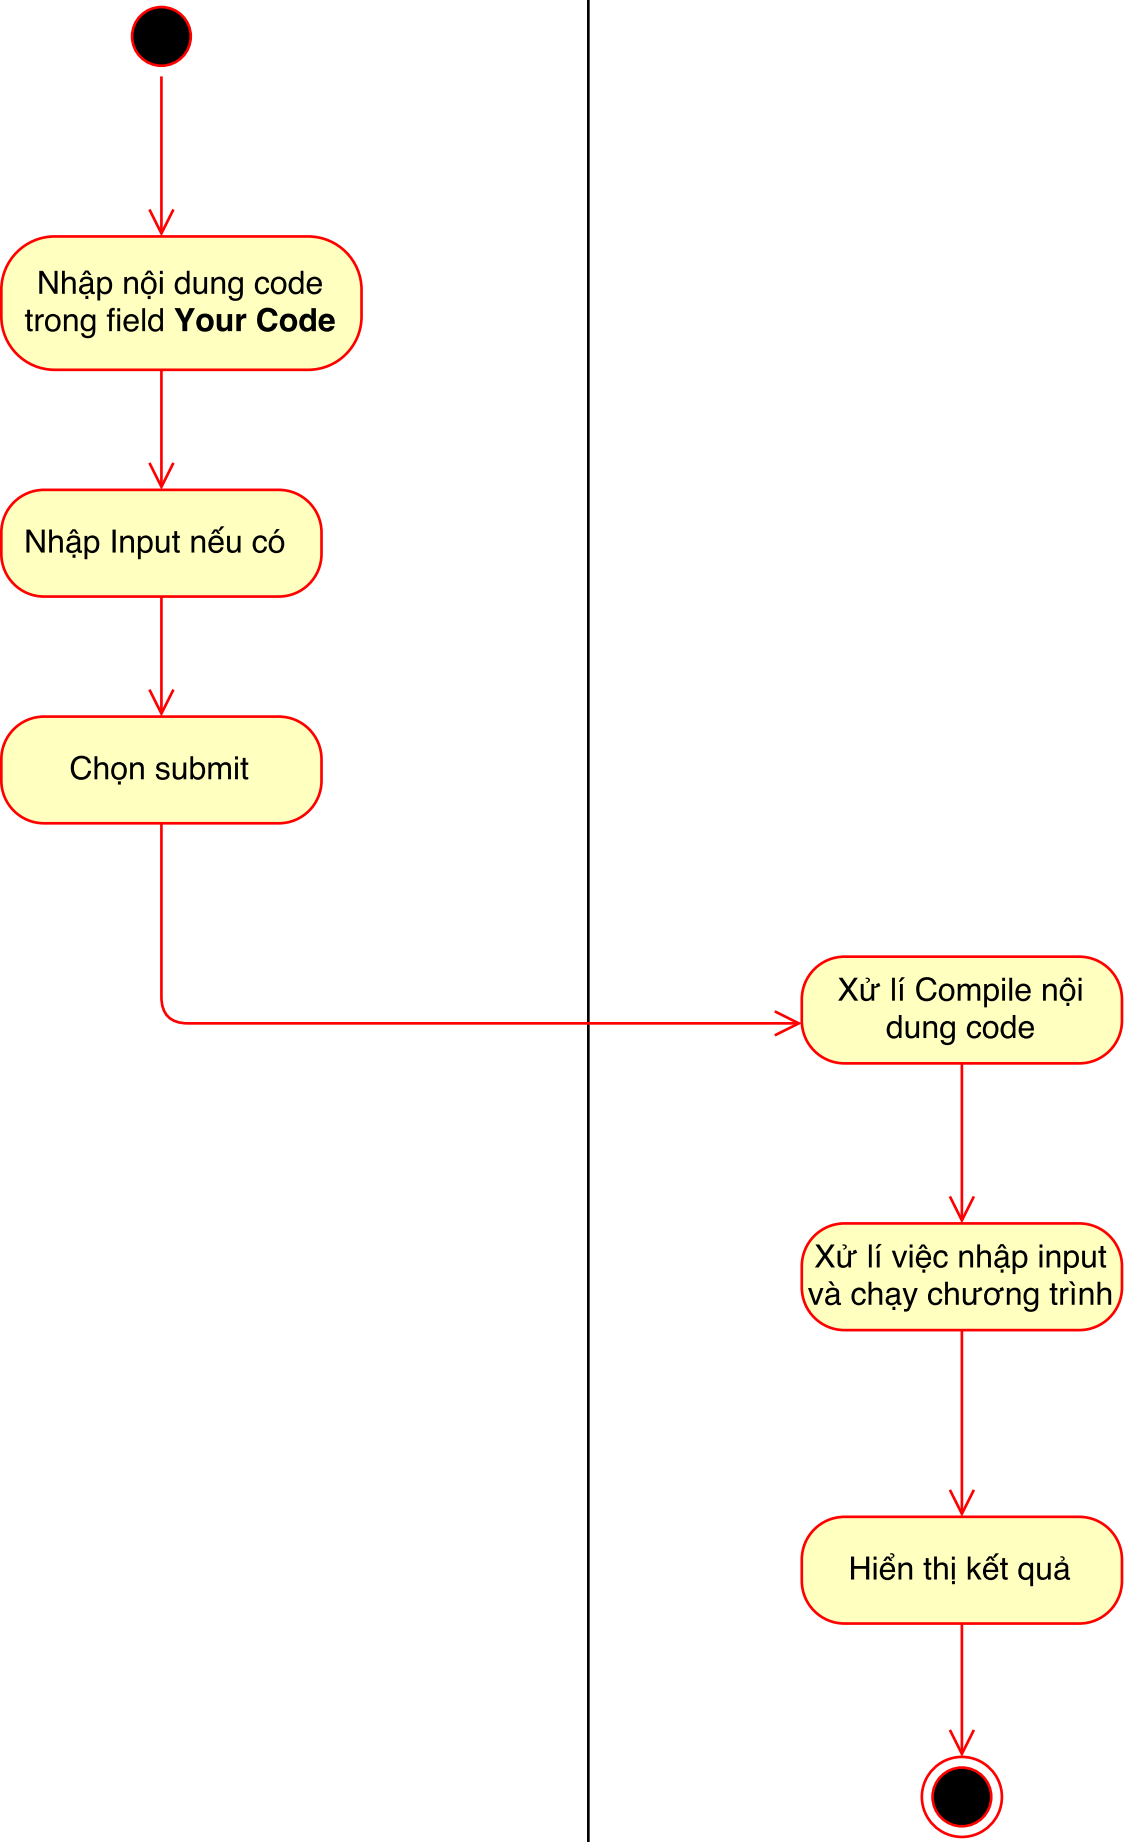 Nhập nội dung code
trong field Your Code
Nhập Input nếu có
Chọn submit
Xử lí Compile nội
dung code
Xử lí việc nhập input
và chạy chương trình
Hiển thị kết quả